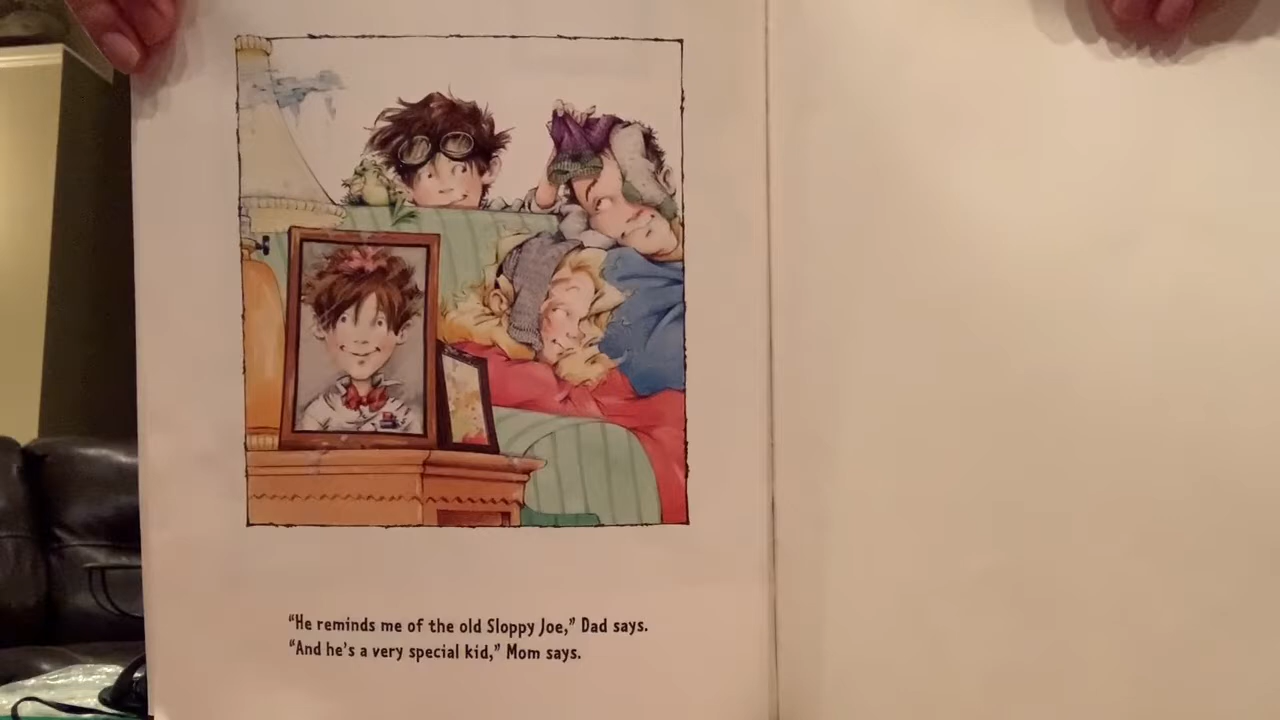 “He reminds me of the old Sloppy Joe,” Dad says.
“And he’s a very special kid,” Mom says.